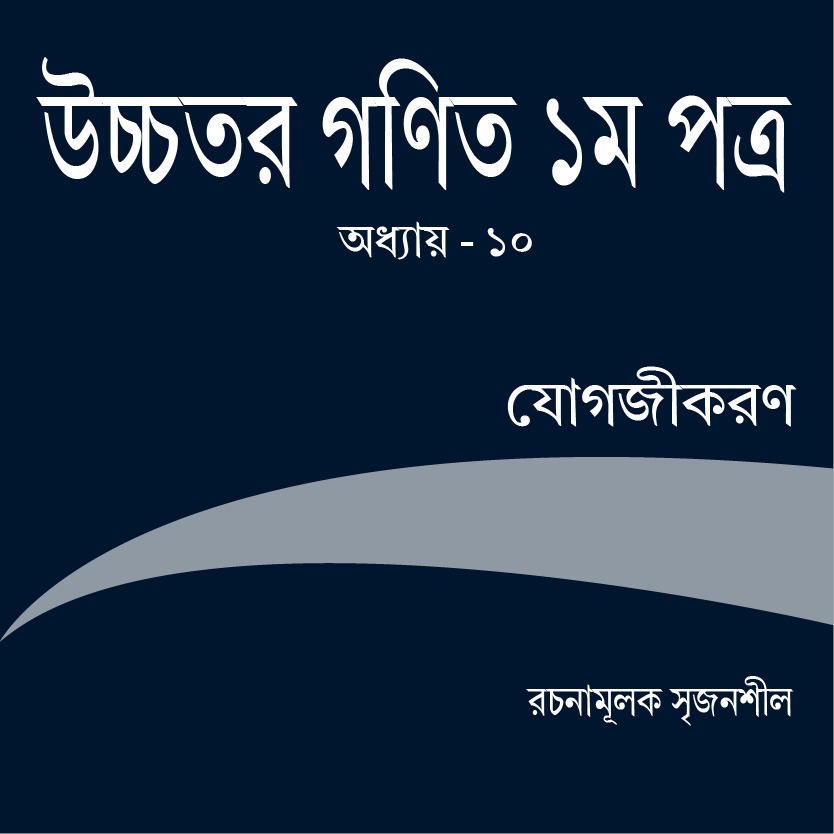 উচ্চতর গণিত ১ম পত্র
অধ্যায় - ১০
যোগজীকরণ
রচনামূলক সৃজনশীল